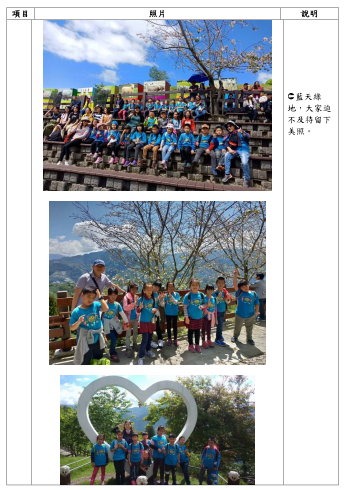 項目 照片 說明
➲藍天綠
地，大家迫
不及待留下
美照。